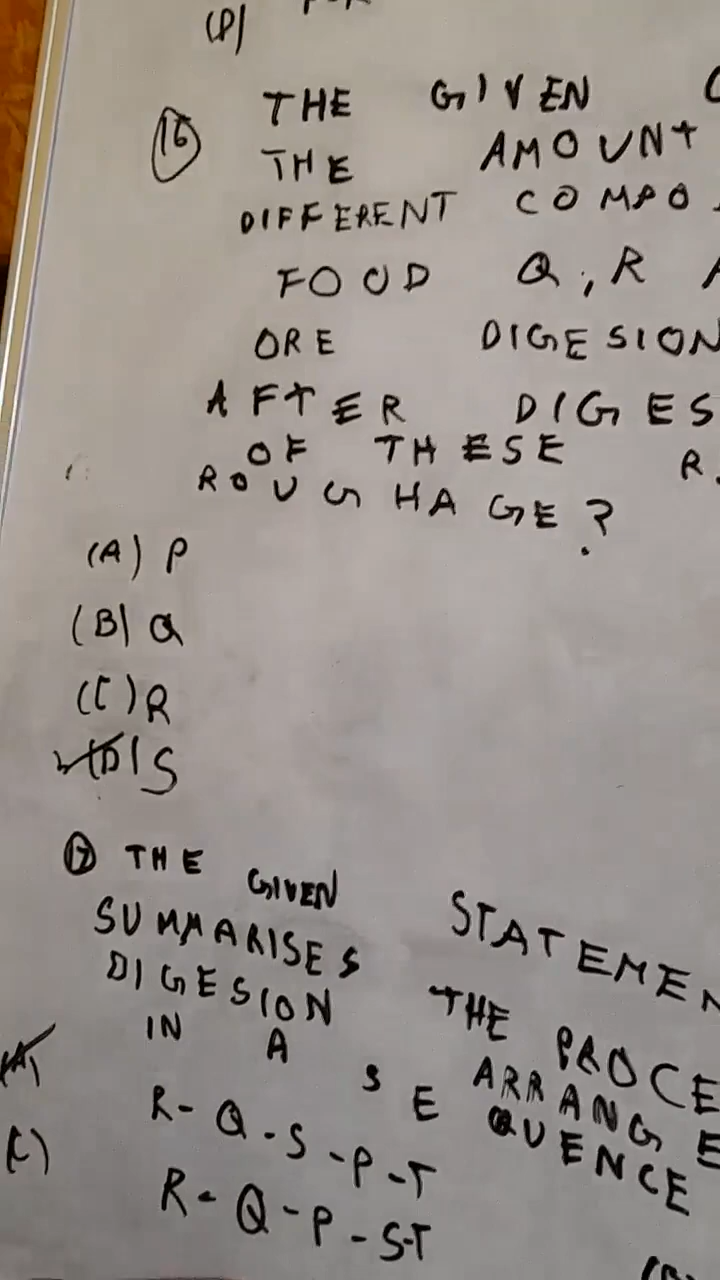 (P)
(16) THE GIVEN
THE AMOUNT
DIFFERENT COMPO
FOOD Q, R
ORE DIGESION
AFTER DIGES
OF THESE R
ROUGHAGE?
(A) P
(B) Q
(C) R
(D) S
(17) THE GIVEN STATEMEN
SUMMARISES THE PROCE
DIGESION ARRANGE
IN A SEQUENCE
(A) R-Q-S-P-T
(C) R-Q-P-S-T